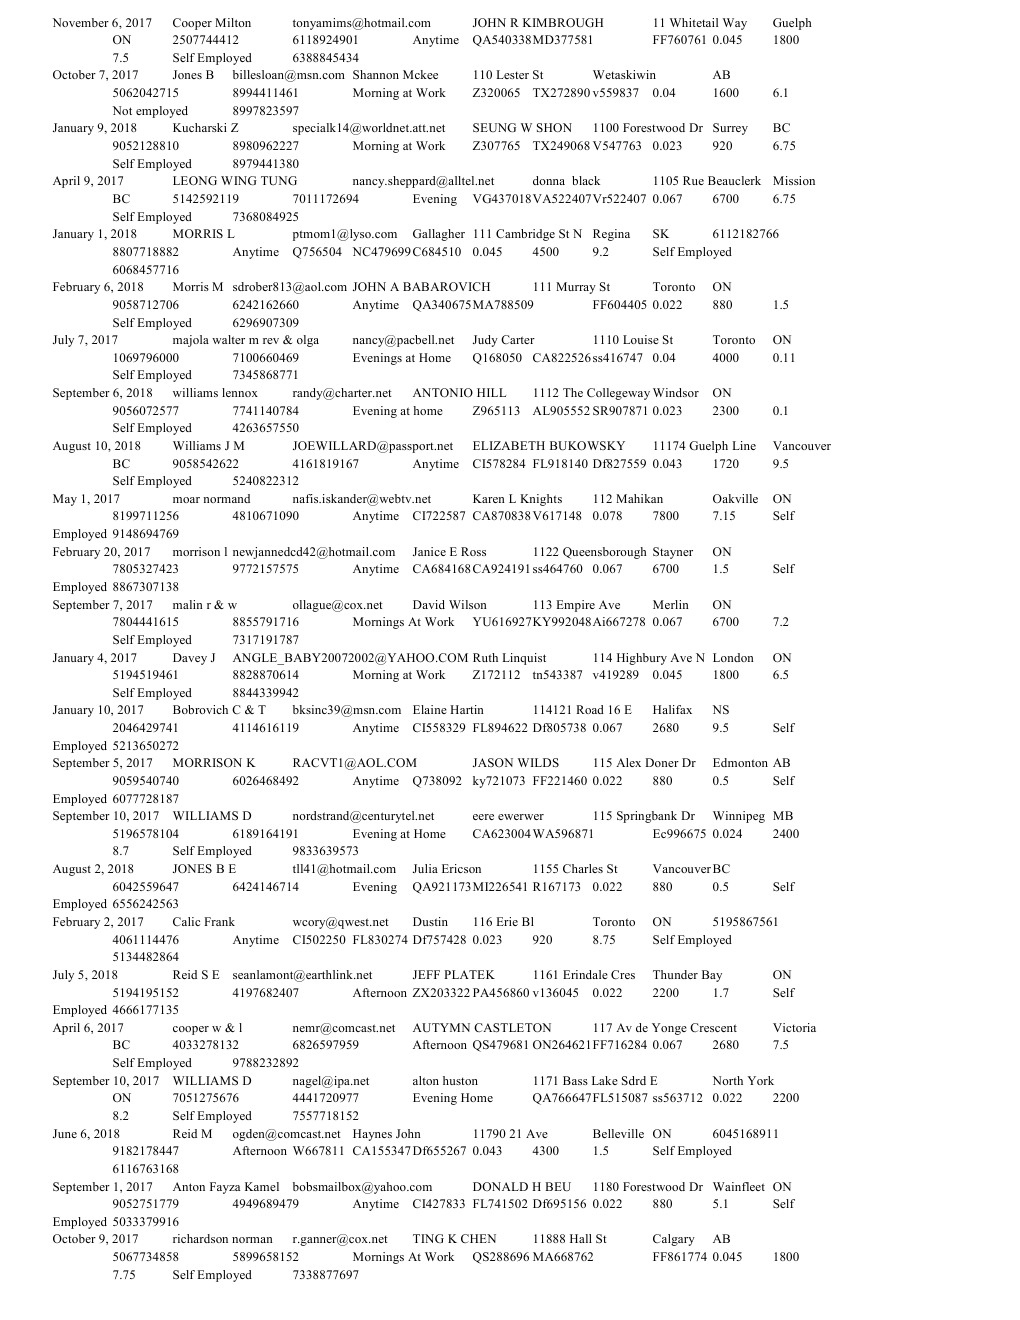 November 6, 2017 Cooper Milton tonyamims@hotmail.com JOHN R KIMBROUGH 11 Whitetail Way Guelph
ON 2507744412 6118924901 Anytime QA540338 MD377581 FF760761 0.045 1800
7.5 Self Employed 6388845434
October 7, 2017 Jones B billesloan@msn.com Shannon Mckee 110 Lester St Wetaskiwin AB
5062042715 8994411461 Morning at Work Z320065 TX272890 v559837 0.04 1600 6.1
Not employed 8997823597
January 9, 2018 Kucharski Z specialk14@worldnet.att.net SEUNG W SHON 1100 Forestwood Dr Surrey BC
9052128810 8980962227 Morning at Work Z307765 TX249068 V547763 0.023 920 6.75
Self Employed 8979441380
April 9, 2017 LEONG WING TUNG nancy.sheppard@alltel.net donna black 1105 Rue Beauclerk Mission
BC 5142592119 7011172694 Evening VG437018 VA522407 Vr522407 0.067 6700 6.75
Self Employed 7368084925
January 1, 2018 MORRIS L ptmom1@lyso.com Gallagher 111 Cambridge St N Regina SK 6112182766
8807718882 Anytime Q756504 NC479699 C684510 0.045 4500 9.2 Self Employed
6068457716
February 6, 2018 Morris M sdrober813@aol.com JOHN A BABAROVICH 111 Murray St Toronto ON
9058712706 6242162660 Anytime QA340675 MA788509 FF604405 0.022 880 1.5
Self Employed 6296907309
July 7, 2017 majola walter m rev & olga nancy@pacbell.net Judy Carter 1110 Louise St Toronto ON
1069796000 7100660469 Evenings at Home Q168050 CA822526 ss416747 0.04 4000 0.11
Self Employed 7345868771
September 6, 2018 williams lennox randy@charter.net ANTONIO HILL 1112 The Collegeway Windsor ON
9056072577 7741140784 Evening at home Z965113 AL905552 SR907871 0.023 2300 0.1
Self Employed 4263657550
August 10, 2018 Williams J M JOEWILLARD@passport.net ELIZABETH BUKOWSKY 11174 Guelph Line Vancouver
BC 9058542622 4161819167 Anytime CI578284 FL918140 Df827559 0.043 1720 9.5
Self Employed 5240822312
May 1, 2017 moar normand nafis.iskander@webtv.net Karen L Knights 112 Mahikan Oakville ON
8199711256 4810671090 Anytime CI722587 CA870838 V617148 0.078 7800 7.15 Self
Employed 9148694769
February 20, 2017 morrison l newjannedcd42@hotmail.com Janice E Ross 1122 Queensborough Stayner ON
7805327423 9772157575 Anytime CA684168 CA924191 ss464760 0.067 6700 1.5 Self
Employed 8867307138
September 7, 2017 malin r & w ollague@cox.net David Wilson 113 Empire Ave Merlin ON
7804441615 8855791716 Mornings At Work YU616927 KY992048 Ai667278 0.067 6700 7.2
Self Employed 7317191787
January 4, 2017 Davey J ANGLE_BABY20072002@YAHOO.COM Ruth Linquist 114 Highbury Ave N London ON
5194519461 8828870614 Morning at Work Z172112 tn543387 v419289 0.045 1800 6.5
Self Employed 8844339942
January 10, 2017 Bobrovich C & T bksinc39@msn.com Elaine Hartin 114121 Road 16 E Halifax NS
2046429741 4114616119 Anytime CI558329 FL894622 Df805738 0.067 2680 9.5 Self
Employed 5213650272
September 5, 2017 MORRISON K RACVT1@AOL.COM JASON WILDS 115 Alex Doner Dr Edmonton AB
9059540740 6026468492 Anytime Q738092 ky721073 FF221460 0.022 880 0.5 Self
Employed 6077728187
September 10, 2017 WILLIAMS D nordstrand@centurytel.net eere ewerwer 115 Springbank Dr Winnipeg MB
5196578104 6189164191 Evening at Home CA623004 WA596871 Ec996675 0.024 2400
8.7 Self Employed 9833639573
August 2, 2018 JONES B E tll41@hotmail.com Julia Ericson 1155 Charles St Vancouver BC
6042559647 6424146714 Evening QA921173 MI226541 R167173 0.022 880 0.5 Self
Employed 6556242563
February 2, 2017 Calic Frank wcory@qwest.net Dustin 116 Erie Bl Toronto ON 5195867561
4061114476 Anytime CI502250 FL830274 Df757428 0.023 920 8.75 Self Employed
5134482864
July 5, 2018 Reid S E seanlamont@earthlink.net JEFF PLATEK 1161 Erindale Cres Thunder Bay ON
5194195152 4197682407 Afternoon ZX203322 PA456860 v136045 0.022 2200 1.7 Self
Employed 4666177135
April 6, 2017 cooper w & l nemr@comcast.net AUTYMN CASTLETON 117 Av de Yonge Crescent Victoria
BC 4033278132 6826597959 Afternoon QS479681 ON264621 FF716284 0.067 2680 7.5
Self Employed 9788232892
September 10, 2017 WILLIAMS D nagel@ipa.net alton huston 1171 Bass Lake Sdrd E North York
ON 7051275676 4441720977 Evening Home QA766647 FL515087 ss563712 0.022 2200
8.2 Self Employed 7557718152
June 6, 2018 Reid M ogden@comcast.net Haynes John 11790 21 Ave Belleville ON 6045168911
9182178447 Afternoon W667811 CA155347 Df655267 0.043 4300 1.5 Self Employed
6116763168
September 1, 2017 Anton Fayza Kamel bobsmailbox@yahoo.com DONALD H BEU 1180 Forestwood Dr Wainfleet ON
9052751779 4949689479 Anytime CI427833 FL741502 Df695156 0.022 880 5.1 Self
Employed 5033379916
October 9, 2017 richardson norman r.ganner@cox.net TING K CHEN 11888 Hall St Calgary AB
5067734858 5899658152 Mornings At Work QS288696 MA668762 FF861774 0.045 1800
7.75 Self Employed 7338877697